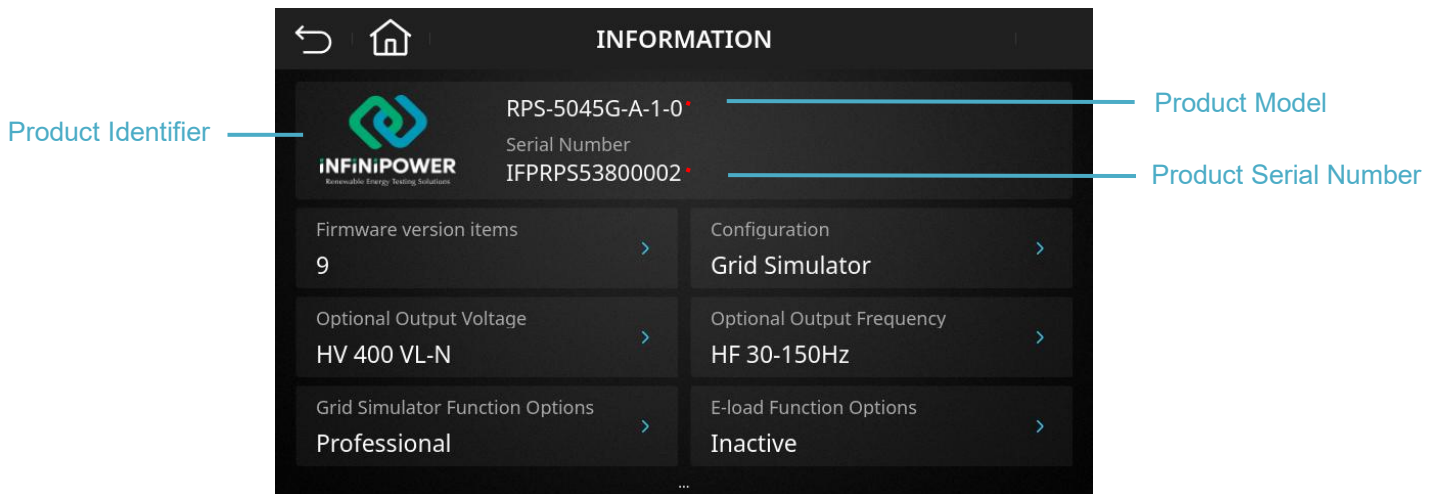 INFORMATION
RPS-5045G-A-1-0
Product Model
Product Identifier
Serial Number
iNFiNiPOWER
Renewable Energy Testing Solutions
IFPRPS53800002
Product Serial Number
Firmware version items
9
Configuration
Grid Simulator
Optional Output Voltage
HV 400 VL-N
Optional Output Frequency
HF 30-150Hz
Grid Simulator Function Options
Professional
E-load Function Options
Inactive
...